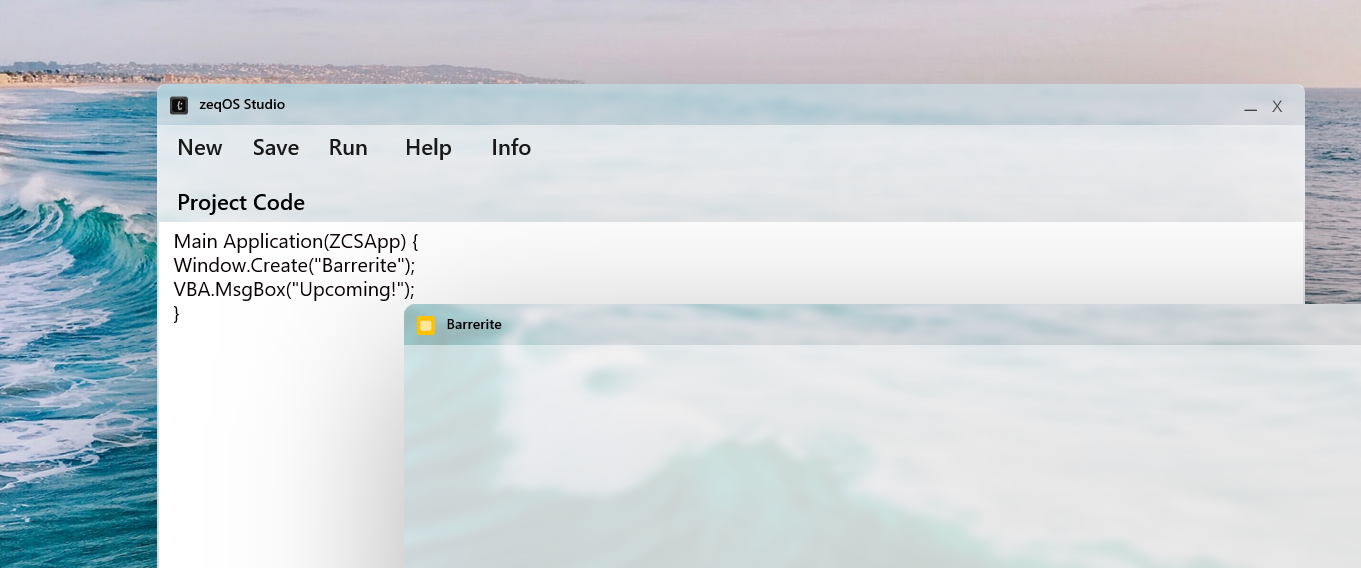 zeqOS Studio
X
New Save Run Help Info
Project Code
Main Application(ZCSApp) {
Window.Create("Barrerite");
VBA.MsgBox("Upcoming!");
}
Barrerite